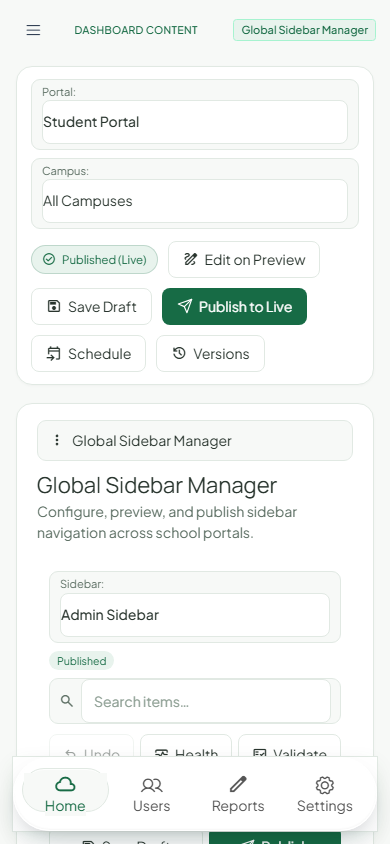 DASHBOARD CONTENT
Global Sidebar Manager
Portal:
Student Portal
Campus:
All Campuses
Published (Live)
Edit on Preview
Save Draft
Publish to Live
Schedule
Versions
Global Sidebar Manager
Global Sidebar Manager
Configure, preview, and publish sidebar
navigation across school portals.
Sidebar:
Admin Sidebar
Published
Search items...
Undo
Health
Validate
Home
Users
Reports
Settings